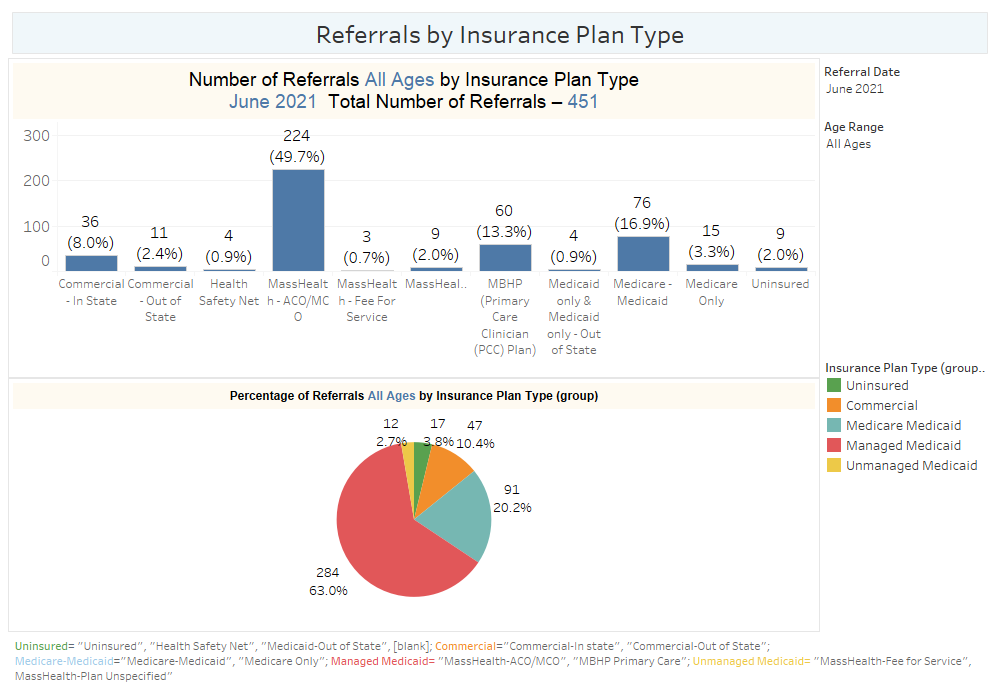 Referrals by Insurance Plan Type
Number of Referrals All Ages by Insurance Plan Type
June 2021 Total Number of Referrals – 451
Referral Date
June 2021
Age Range
All Ages
300
200
100
0
36
(8.0%)
11
(2.4%)
4
(0.9%)
224
(49.7%)
3
(0.7%)
9
(2.0%)
60
(13.3%)
4
(0.9%)
76
(16.9%)
15
(3.3%)
9
(2.0%)
Commercial
- In State
Commercial
- Out of
State
Health
Safety Net
MassHealt
h - ACO/MC
O
MassHealt
h - Fee For
Service
MassHeal..
MBHP
(Primary
Care
Clinician
(PCC) Plan)
Medicaid
only &
Medicaid
only - Out
of State
Medicare -
Medicaid
Medicare
Only
Uninsured
Percentage of Referrals All Ages by Insurance Plan Type (group)
12
2.7%
17
3.8%
47
10.4%
91
20.2%
284
63.0%
Insurance Plan Type (group..
Uninsured
Commercial
Medicare Medicaid
Managed Medicaid
Unmanaged Medicaid
Uninsured= "Uninsured", "Health Safety Net", "Medicaid-Out of State", [blank]; Commercial="Commercial-In state", "Commercial-Out of State";
Medicare-Medicaid="Medicare-Medicaid", "Medicare Only"; Managed Medicaid= "MassHealth-ACO/MCO", "MBHP Primary Care"; Unmanaged Medicaid= "MassHealth-Fee for Service",
MassHealth-Plan Unspecified"